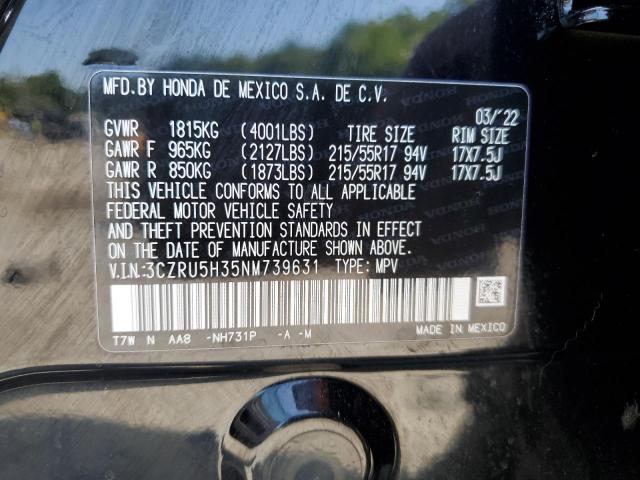 MFD. BY HONDA DE MEXICO S.A. DE C.V.
03/'22
GVWR 1815KG (4001LBS) TIRE SIZE RIM SIZE
GAWR F 965KG (2127LBS) 215/55R17 94V 17X7.5J
GAWR R 850KG (1873LBS) 215/55R17 94V 17X7.5J
THIS VEHICLE CONFORMS TO ALL APPLICABLE
FEDERAL MOTOR VEHICLE SAFETY
AND THEFT PREVENTION STANDARDS IN EFFECT
ON THE DATE OF MANUFACTURE SHOWN ABOVE.
V.I.N.:3CZRU5H35NM739631 TYPE: MPV
T7W N AA8 -NH731P -A -M MADE IN MEXICO